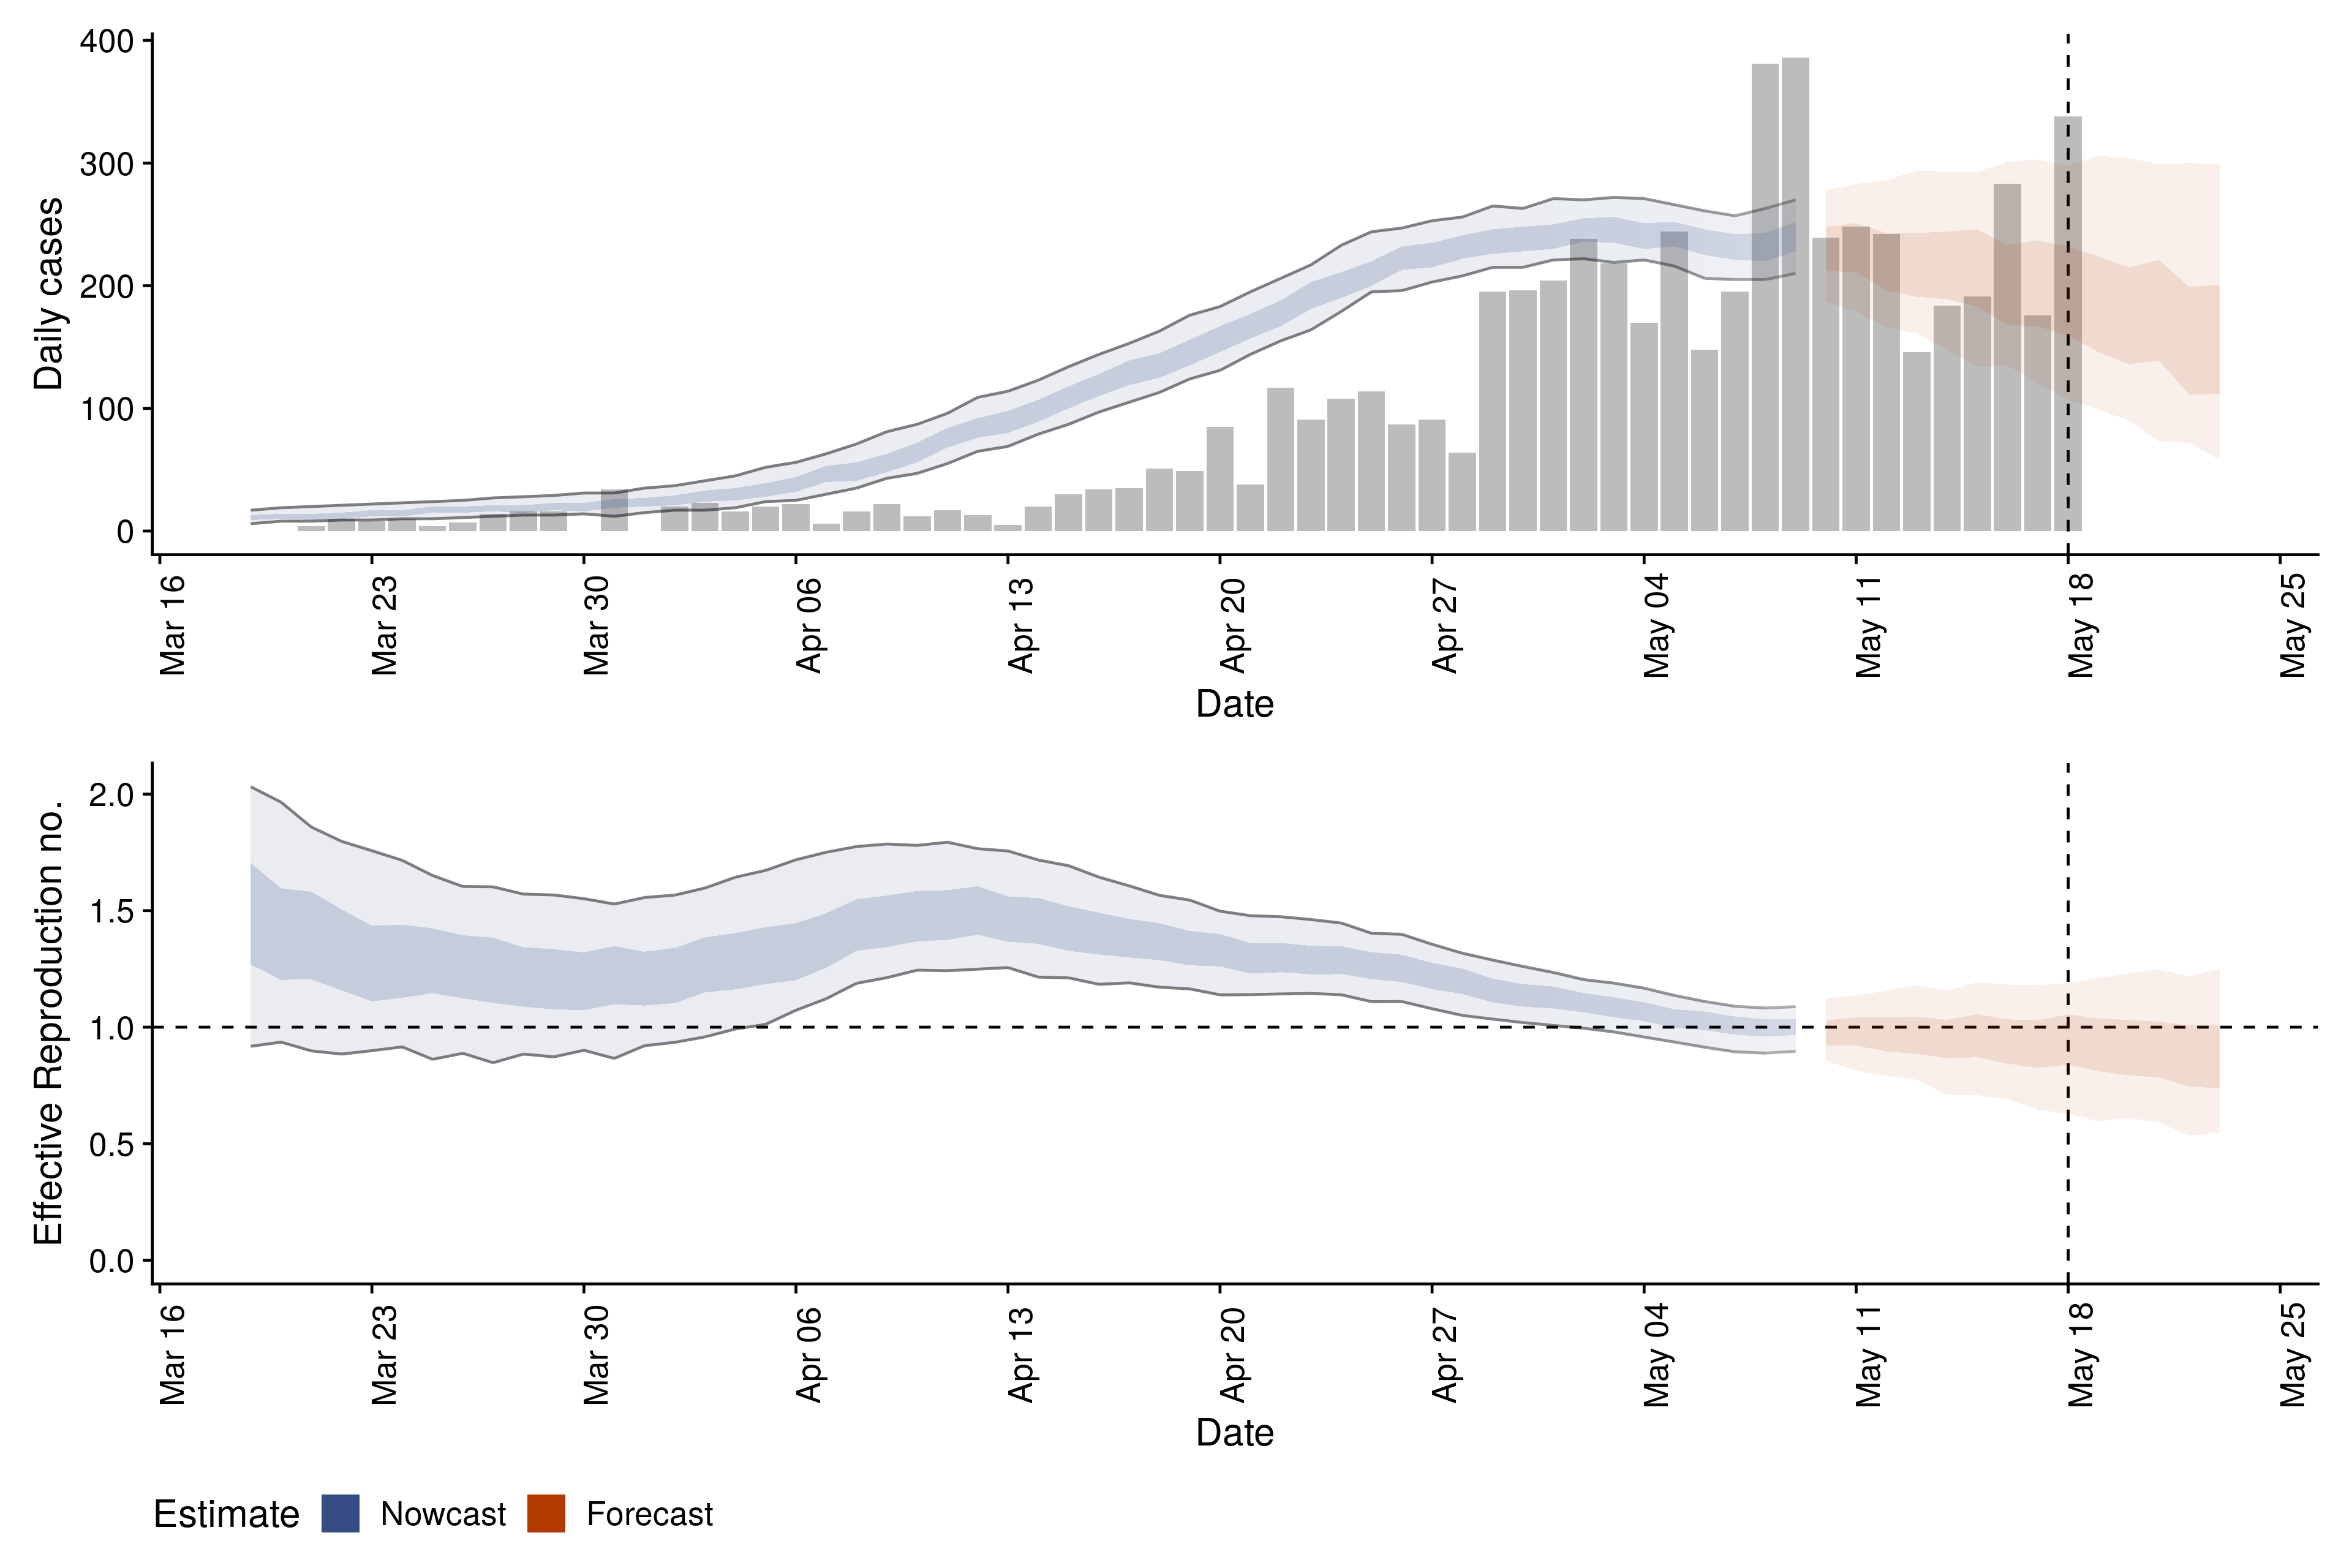 400
300
200
100
0
Daily cases
Mar 16
Mar 23
Mar 30
Apr 06
Apr 13
Apr 20
Apr 27
May 04
May 11
May 18
May 25
Date
2.0
1.5
1.0
0.5
0.0
Effective Reproduction no.
Mar 16
Mar 23
Mar 30
Apr 06
Apr 13
Apr 20
Apr 27
May 04
May 11
May 18
May 25
Date
Estimate Nowcast Forecast